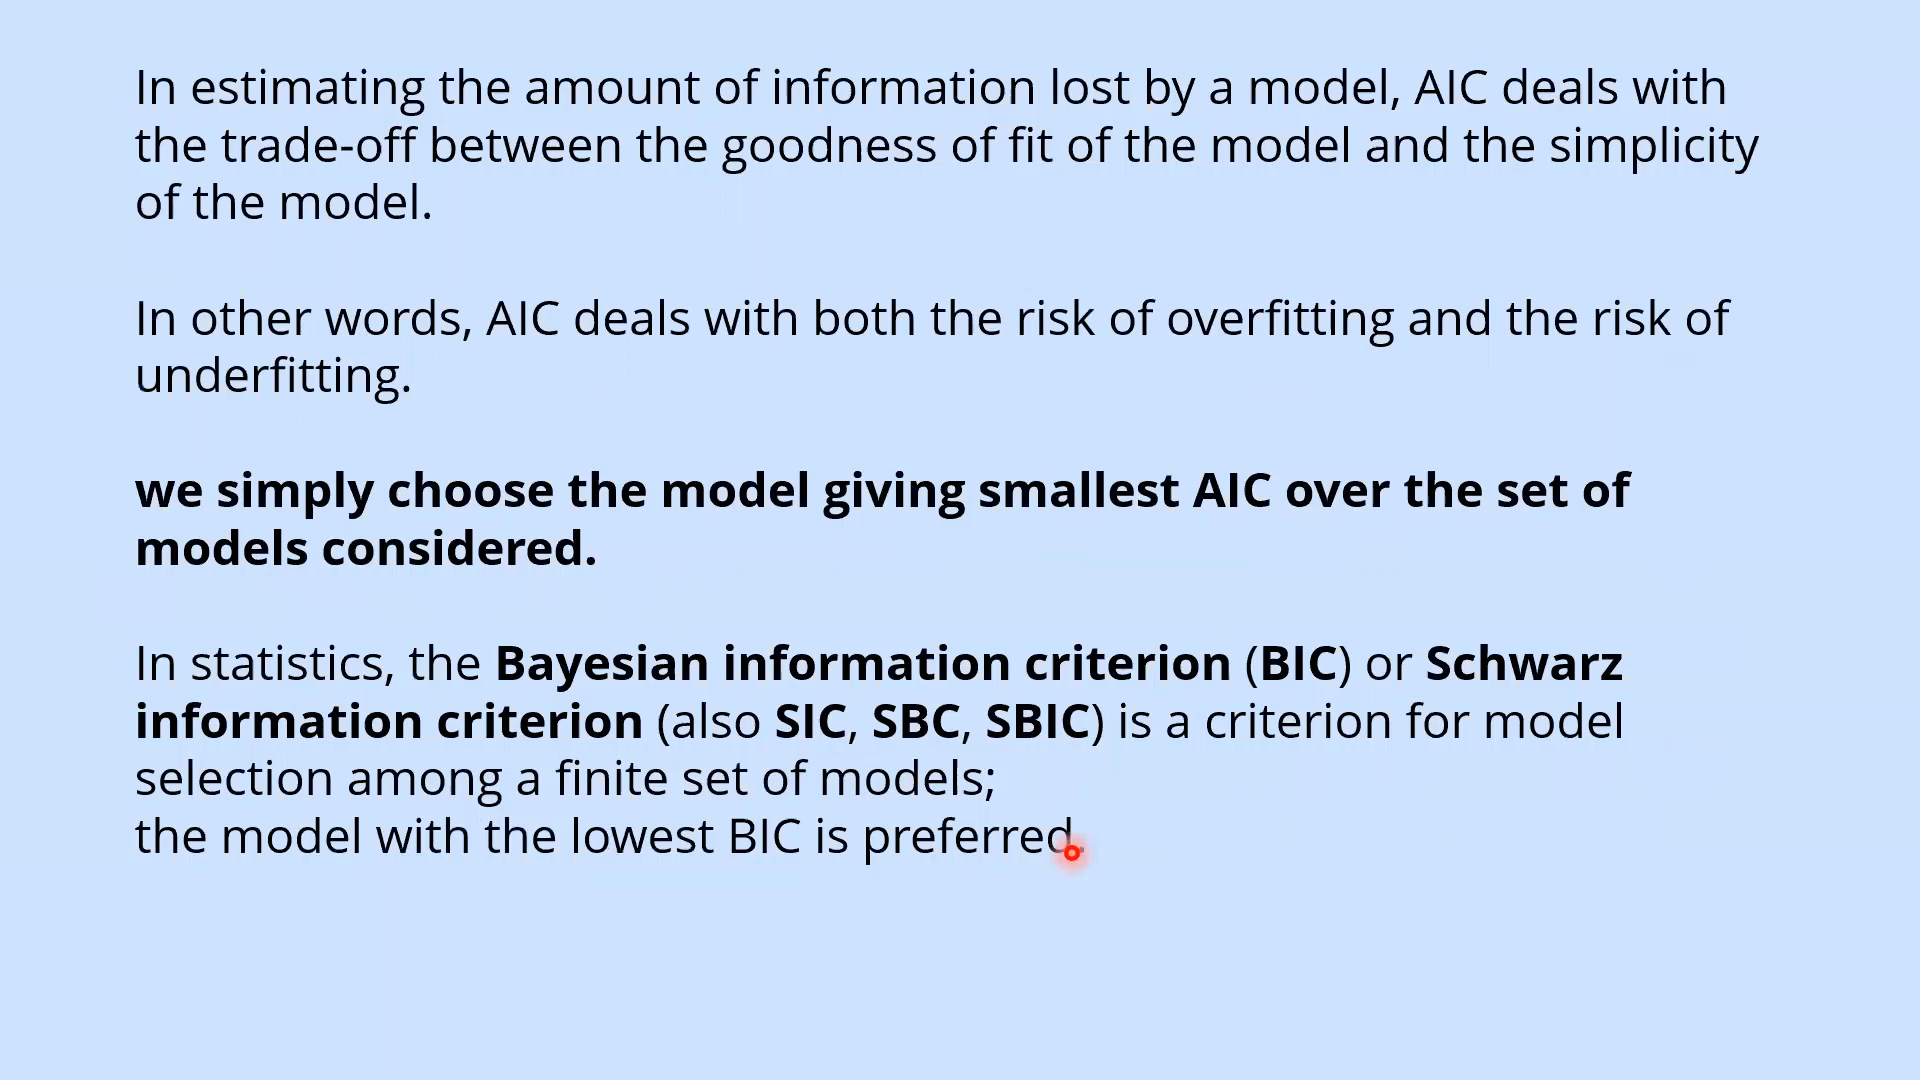 In estimating the amount of information lost by a model, AIC deals with
the trade-off between the goodness of fit of the model and the simplicity
of the model.
In other words, AIC deals with both the risk of overfitting and the risk of
underfitting.
we simply choose the model giving smallest AIC over the set of
models considered.
In statistics, the Bayesian information criterion (BIC) or Schwarz
information criterion (also SIC, SBC, SBIC) is a criterion for model
selection among a finite set of models;
the model with the lowest BIC is preferred.